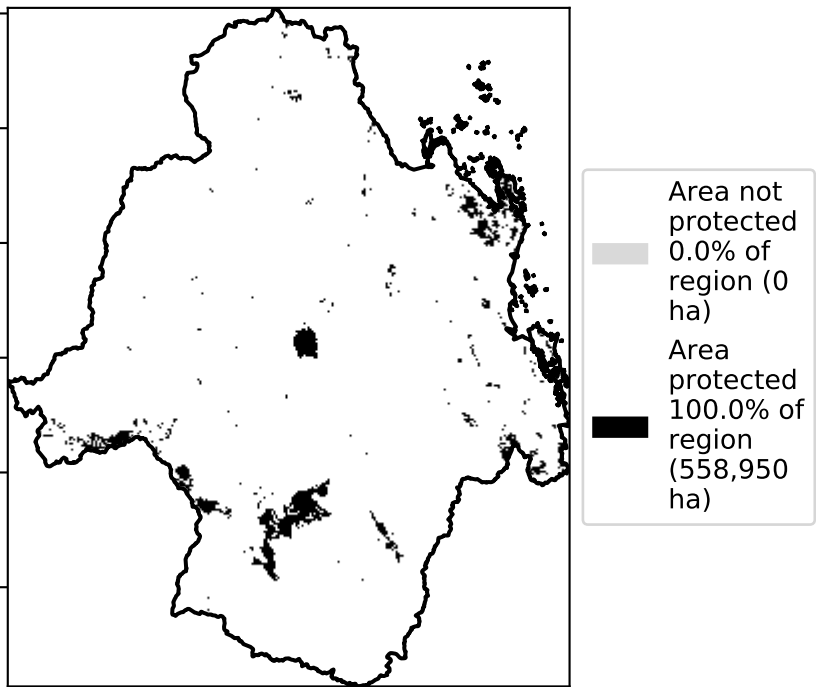 Area not
protected
0.0% of
region (0
ha)
Area
protected
100.0% of
region
(558,950
ha)